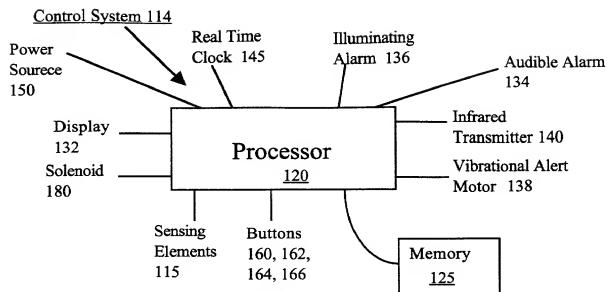 Control System 114
Real Time
Clock 145
Illuminating
Alarm 136
Audible Alarm
134
Power
Sourece
150
Display
132
Solenoid
180
Processor
120
Infrared
Transmitter 140
Vibrational Alert
Motor 138
Sensing
Elements
115
Buttons
160, 162,
164, 166
Memory
125